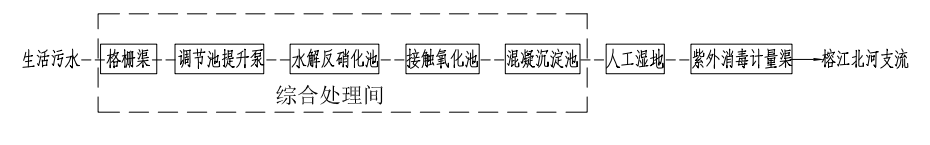 生活污水 格栅渠 调节池提升泵 水解反硝化池 接触氧化池 混凝沉淀池 人工湿地 紫外消毒计量渠 榕江北河支流
综合处理间